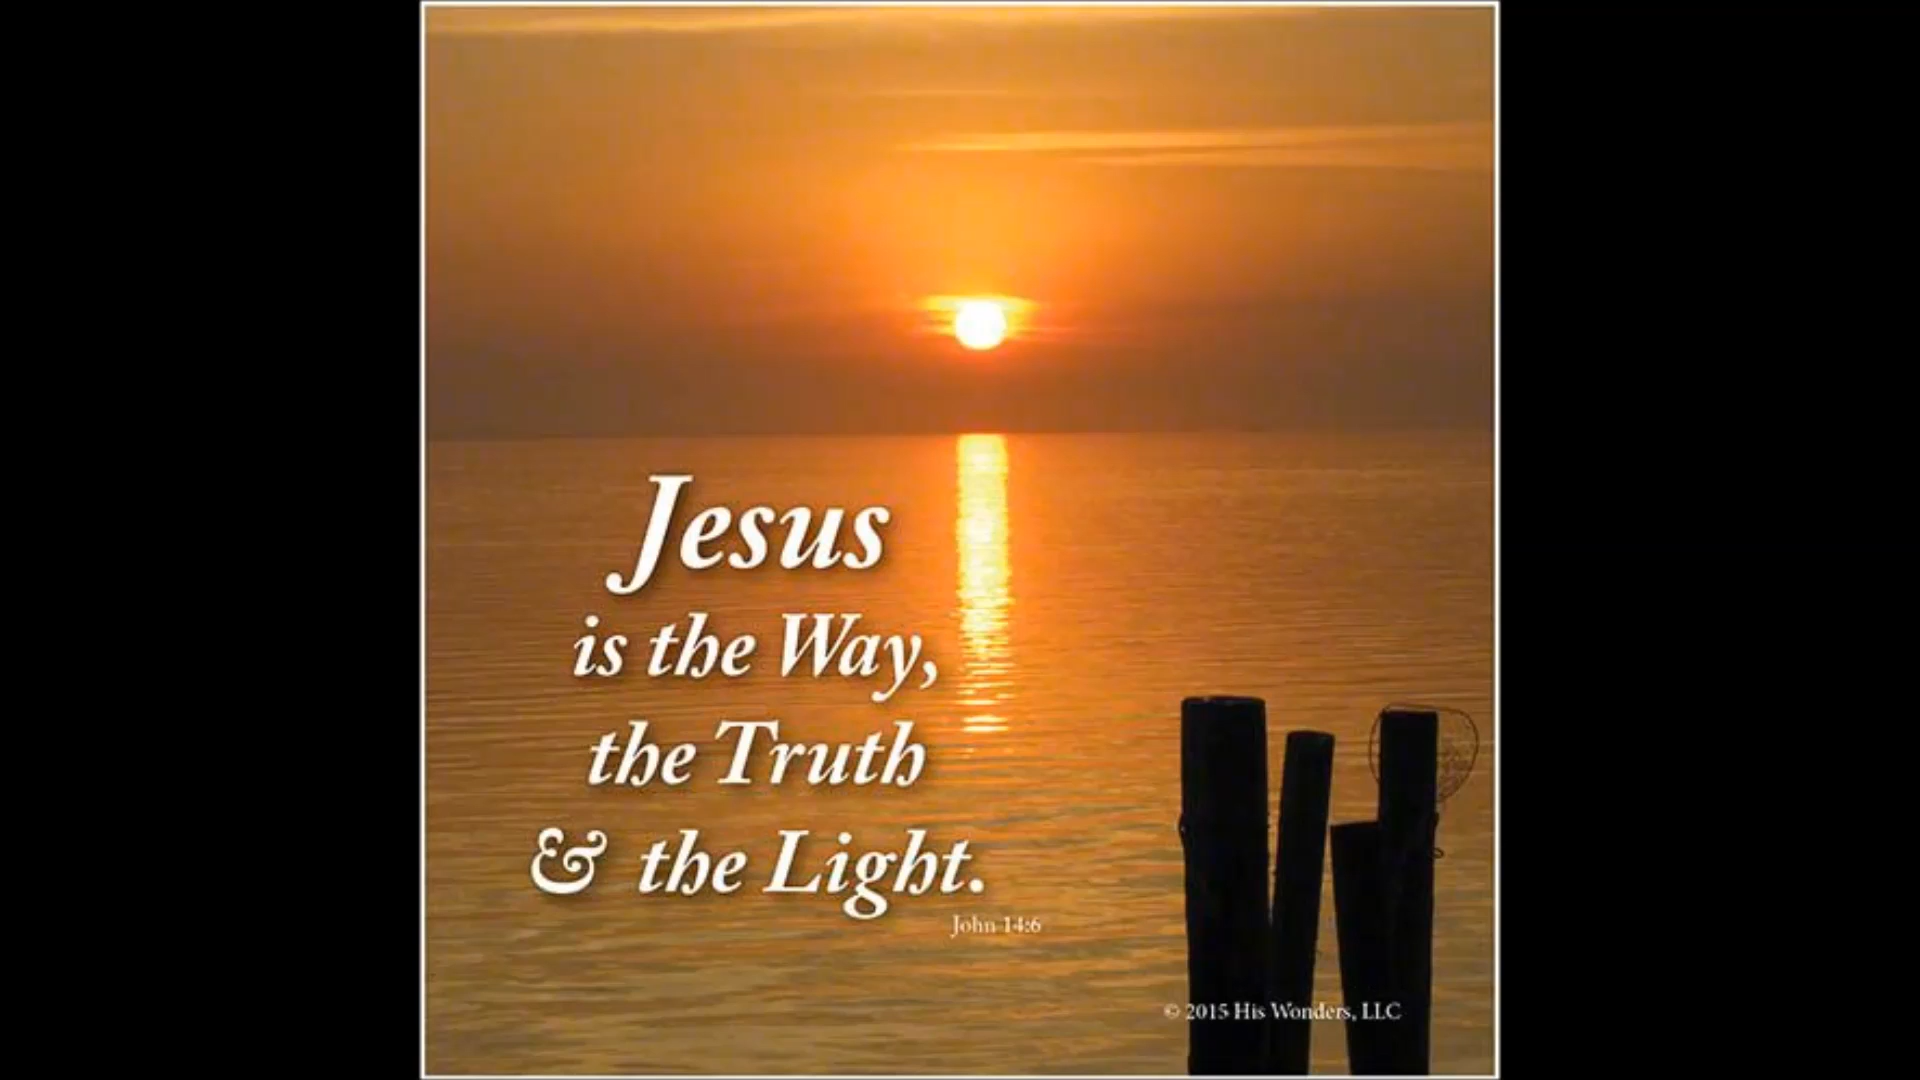 Jesus
is the Way,
the Truth
& the Light.
John 14:6
© 2015 His Wonders, LLC